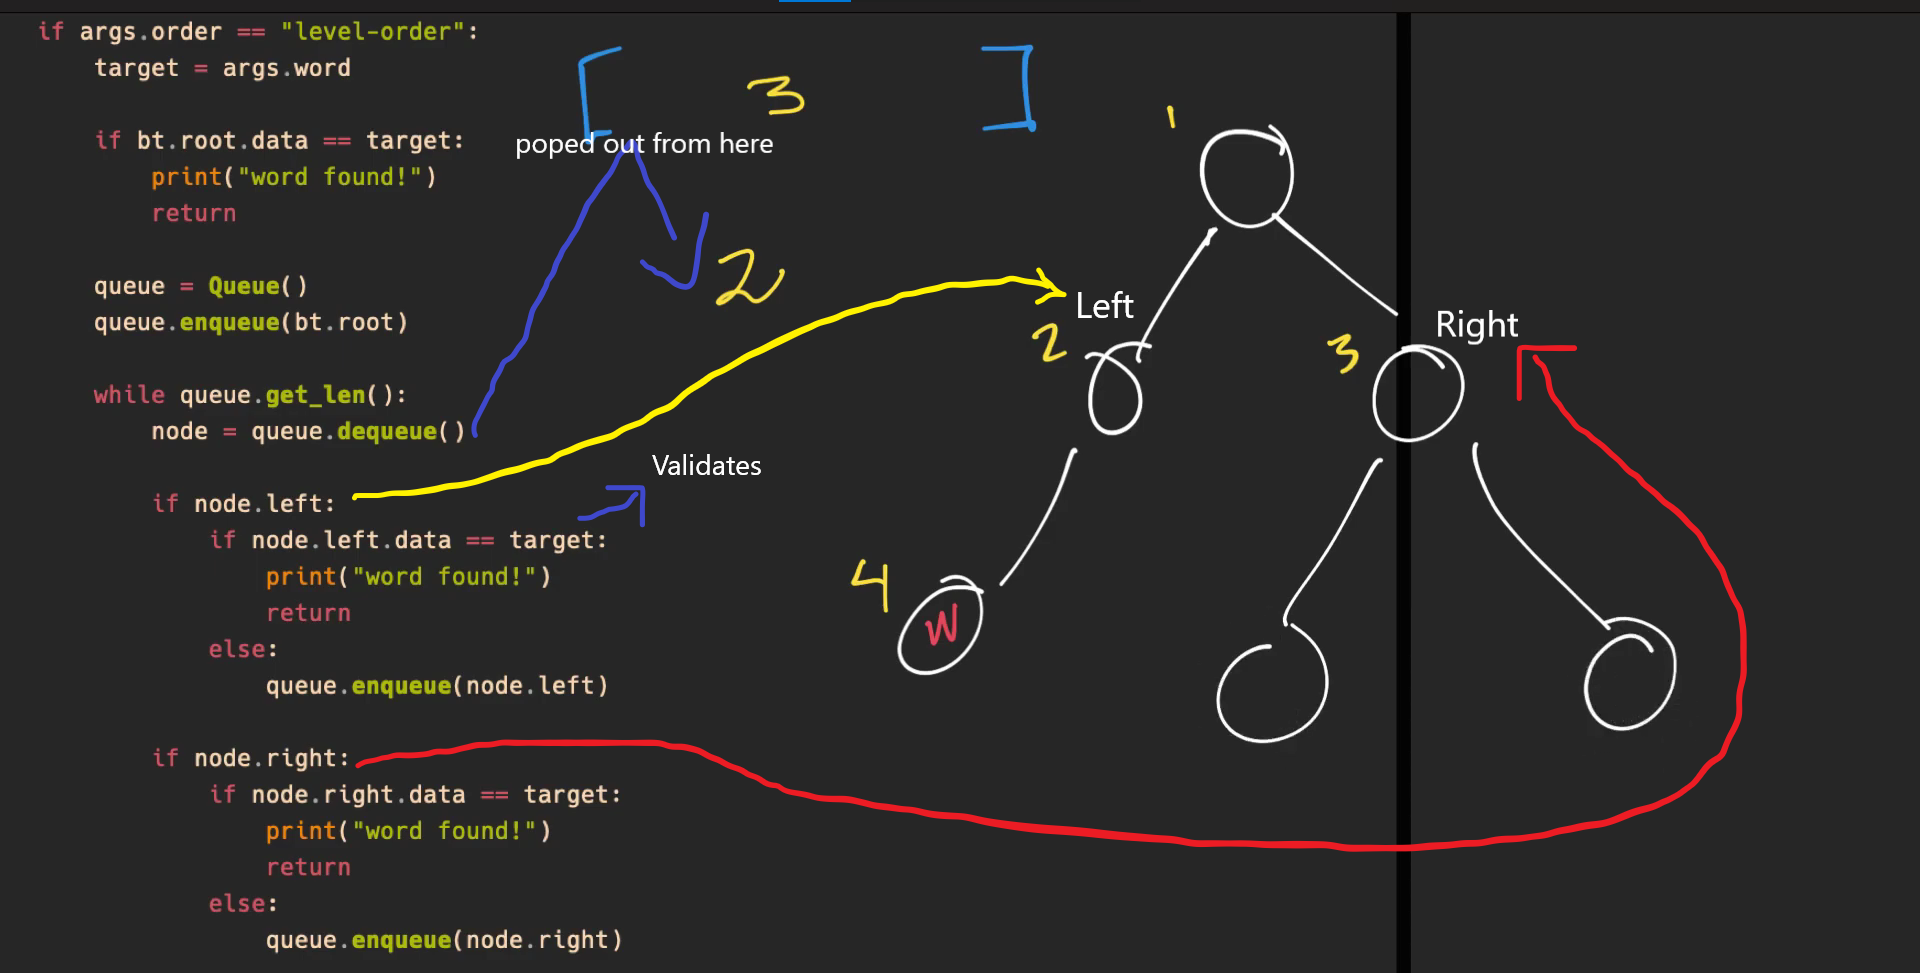 if args.order == "level-order":
    target = args.word
    if bt.root.data == target:
        print("word found!")
        return
    queue = Queue()
    queue.enqueue(bt.root)
    while queue.get_len():
        node = queue.dequeue()
        if node.left:
            if node.left.data == target:
                print("word found!")
                return
            else:
                queue.enqueue(node.left)
        if node.right:
            if node.right.data == target:
                print("word found!")
                return
            else:
                queue.enqueue(node.right)
[ 3 ]
poped out from here
2
Validates
1
Left
2
Right
3
4
W